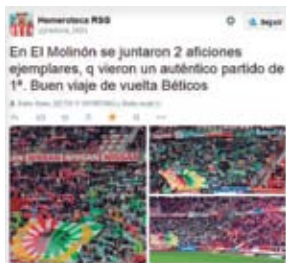 Hemeroteca RSG
Seguir
En El Molinón se juntaron 2 aficiones
ejemplares, q vieron un auténtico partido de
1ª. Buen viaje de vuelta Béticos